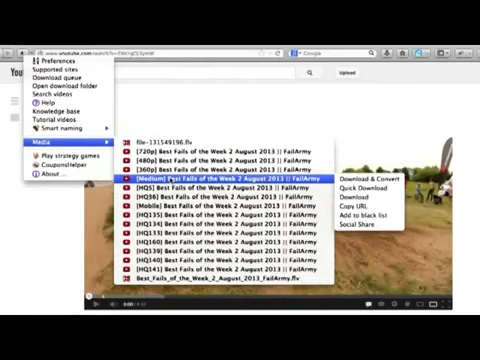 Preferences
Supported sites
Download queue
Open download folder
Search videos
Help
Knowledge base
Tutorial videos
Smart naming
Media
Play strategy games
CouponsHelper
About ...
Google
Upload
file-131549196.flv
[720p] Best Fails of the Week 2 August 2013 || FailArmy
[480p] Best Fails of the Week 2 August 2013 || FailArmy
[360p] Best Fails of the Week 2 August 2013 || FailArmy
[Medium] Best Fails of the Week 2 August 2013 || FailArmy
[HQ5] Best Fails of the Week 2 August 2013 || FailArmy
[HQ36] Best Fails of the Week 2 August 2013 || FailArmy
[Mobile] Best Fails of the Week 2 August 2013 || FailArmy
[HQ135] Best Fails of the Week 2 August 2013 || FailArmy
[HQ134] Best Fails of the Week 2 August 2013 || FailArmy
[HQ133] Best Fails of the Week 2 August 2013 || FailArmy
[HQ160] Best Fails of the Week 2 August 2013 || FailArmy
[HQ139] Best Fails of the Week 2 August 2013 || FailArmy
[HQ140] Best Fails of the Week 2 August 2013 || FailArmy
[HQ141] Best Fails of the Week 2 August 2013 || FailArmy
Best_Fails_of_the_Week_2_August_2013_FailArmy.flv
Download & Convert
Quick Download
Download
Copy URL
Add to black list
Social Share
0:00